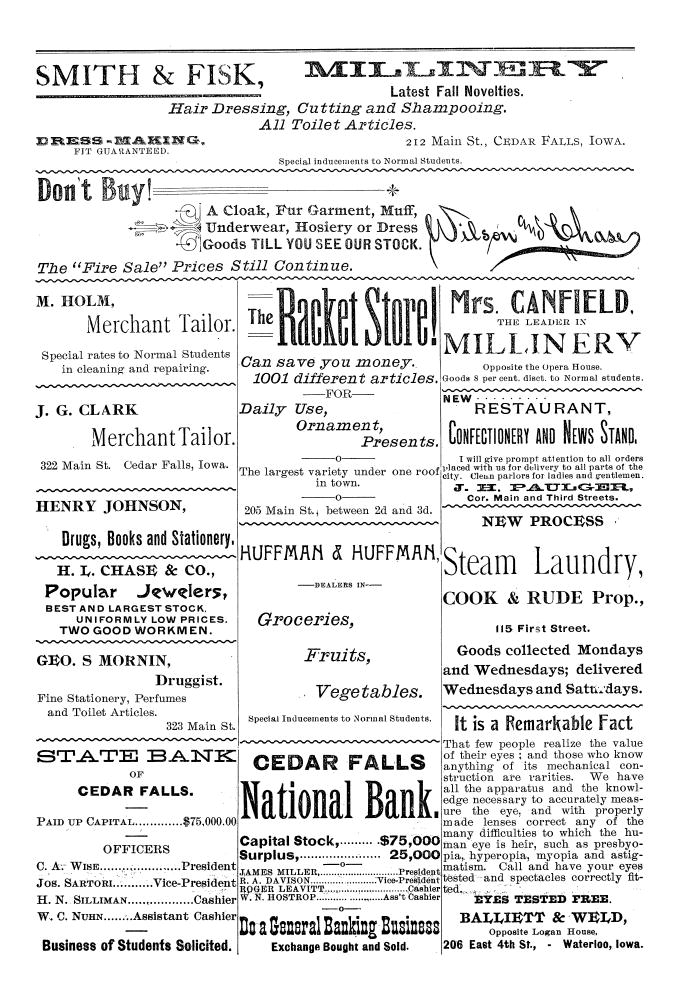 SMITH & FISK,
MILLINERY
Latest Fall Novelties.
Hair Dressing, Cutting and Shampooing.
All Toilet Articles.
DRESS-MAKING.
FIT GUARANTEED.
212 Main St., CEDAR FALLS, IOWA.
Special inducements to Normal Students.
Don't Buy!
A Cloak, Fur Garment, Muff,
Underwear, Hosiery or Dress
Goods TILL YOU SEE OUR STOCK.
Wilson and Chase
The "Fire Sale" Prices Still Continue.
M. HOLM,
Merchant Tailor.
Special rates to Normal Students
in cleaning and repairing.
J. G. CLARK
Merchant Tailor.
322 Main St. Cedar Falls, Iowa.
HENRY JOHNSON,
Drugs, Books and Stationery.
H. L. CHASE & CO.,
Popular Jewelers,
BEST AND LARGEST STOCK.
UNIFORMLY LOW PRICES.
TWO GOOD WORKMEN.
GEO. S MORNIN,
Druggist.
Fine Stationery, Perfumes
and Toilet Articles.
323 Main St.
STATE BANK
OF
CEDAR FALLS.
PAID UP CAPITAL.............$75,000.00
OFFICERS
C. A. WISE.......................President
JOS. SARTORI...........Vice-President
H. N. SILLIMAN...................Cashier
W. C. NUHN.......Assistant Cashier
Business of Students Solicited.
The Racket Store!
Can save you money.
1001 different articles.
FOR
Daily Use,
Ornament,
Presents.
The largest variety under one roof
in town.
205 Main St., between 2d and 3d.
HUFFMAN & HUFFMAN,
DEALERS IN
Groceries,
Fruits,
Vegetables.
Special Inducements to Normal Students.
CEDAR FALLS
National Bank.
Capital Stock,......... $75,000
Surplus,..................... 25,000
JAMES MILLER,.....................President
R. A. DAVISON.................Vice-President
ROGER LEAVITT......................Cashier
W. N. HOSTROP.................Ass't Cashier
Do a General Banking Business
Exchange Bought and Sold.
Mrs. CANFIELD,
THE LEADER IN
MILLINERY
Opposite the Opera House.
Goods 8 per cent. disct. to Normal students.
NEW .........
RESTAURANT,
CONFECTIONERY AND NEWS STAND.
I will give prompt attention to all orders
placed with us for delivery to all parts of the
city. Clean parlors for ladies and gentlemen.
J. H. PAULGER,
Cor. Main and Third Streets.
NEW PROCESS
Steam Laundry,
COOK & RUDE Prop.,
115 First Street.
Goods collected Mondays
and Wednesdays; delivered
Wednesdays and Saturdays.
It is a Remarkable Fact
That few people realize the value
of their eyes; and those who know
anything of its mechanical con-
struction are rarities. We have
all the apparatus and the knowl-
edge necessary to accurately meas-
ure the eye, and with properly
made lenses correct any of the
many difficulties to which the hu-
man eye is heir, such as presbyo-
pia, hyperopia, myopia and astig-
matism. Call and have your eyes
tested and spectacles correctly fit-
ted.
EYES TESTED FREE.
BALLIETT & WELD,
Opposite Logan House.
206 East 4th St., - Waterloo, Iowa.